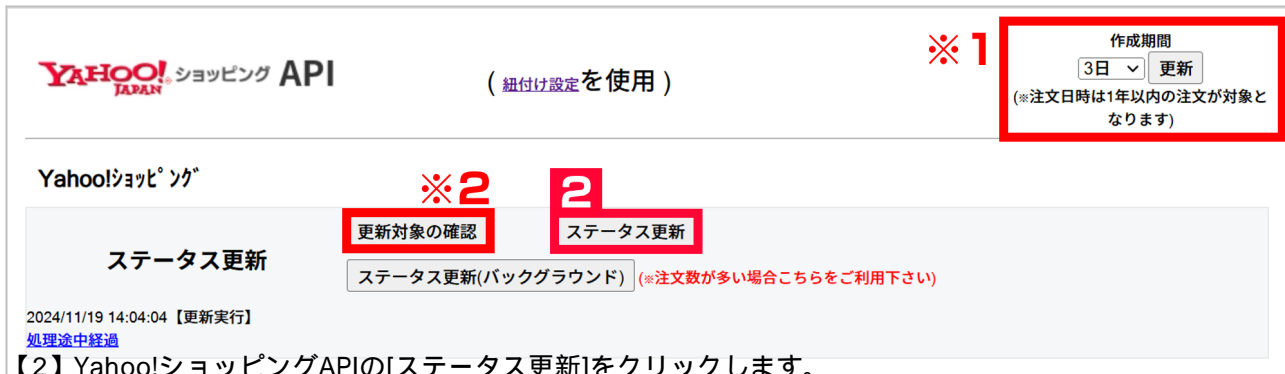 YAHOO! JAPAN ショッピング API
( 紐付け設定を使用 )
※1
作成期間
3日 更新
(※注文日時は1年以内の注文が対象と
なります)
Yahoo!ｼｮｯﾋﾟﾝｸﾞ
※2
2
更新対象の確認 ステータス更新
ステータス更新
ステータス更新(バックグラウンド) (※注文数が多い場合こちらをご利用下さい)
2024/11/19 14:04:04【更新実行】
処理途中経過
【2】Yahoo!ショッピングAPIの[ステータス更新]をクリックします。